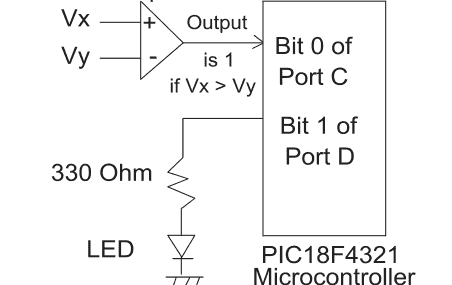 Vx
+
Output
Vy
-
is 1
if Vx > Vy
Bit 0 of
Port C
Bit 1 of
Port D
330 Ohm
LED
PIC18F4321
Microcontroller